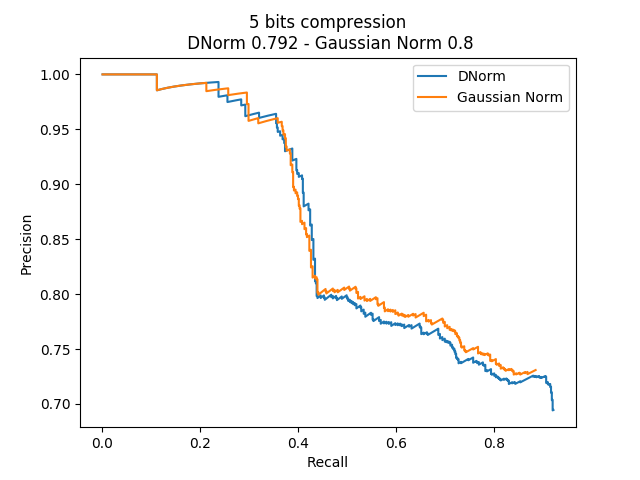 5 bits compression
DNorm 0.792 - Gaussian Norm 0.8
DNorm
Gaussian Norm
1.00
0.95
0.90
0.85
0.80
0.75
0.70
Precision
0.0
0.2
0.4
0.6
0.8
Recall